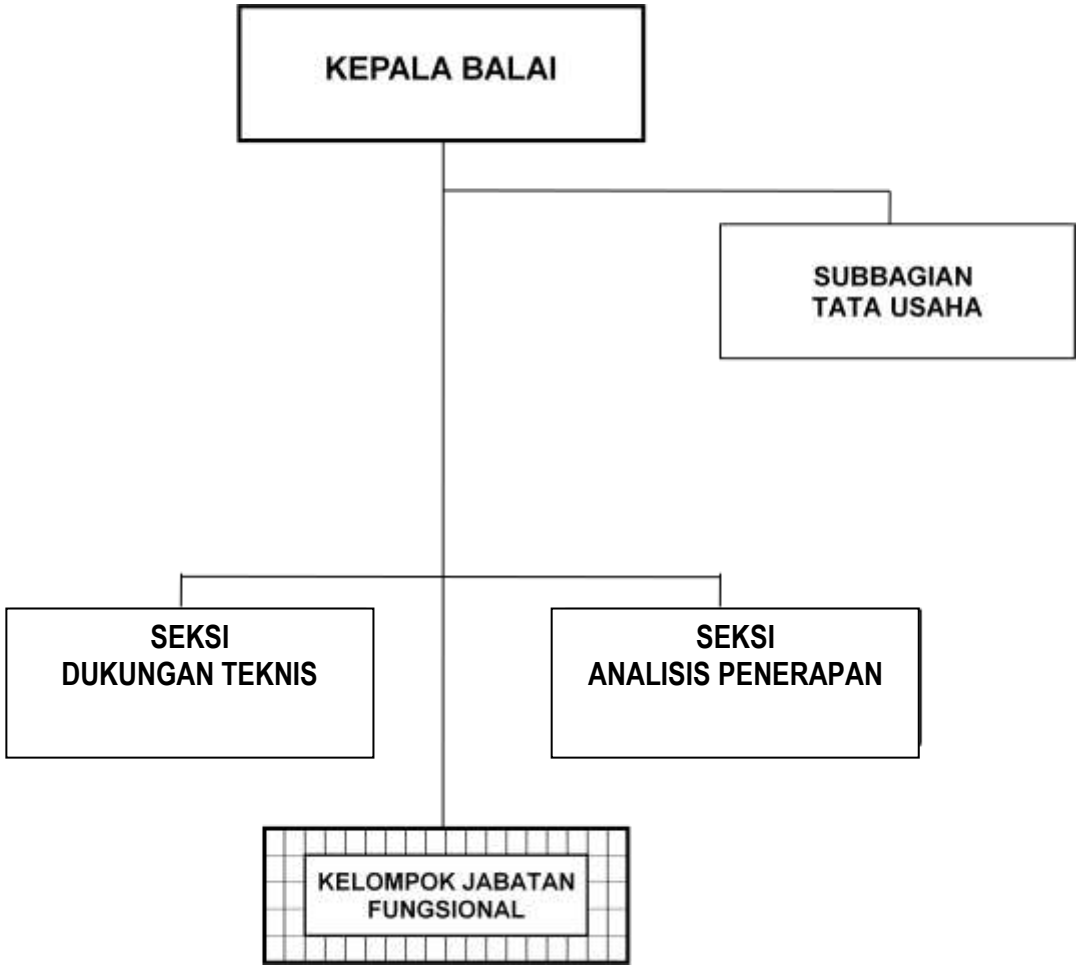 KEPALA BALAI
SUBBAGIAN
TATA USAHA
SEKSI
DUKUNGAN TEKNIS
SEKSI
ANALISIS PENERAPAN
KELOMPOK JABATAN
FUNGSIONAL